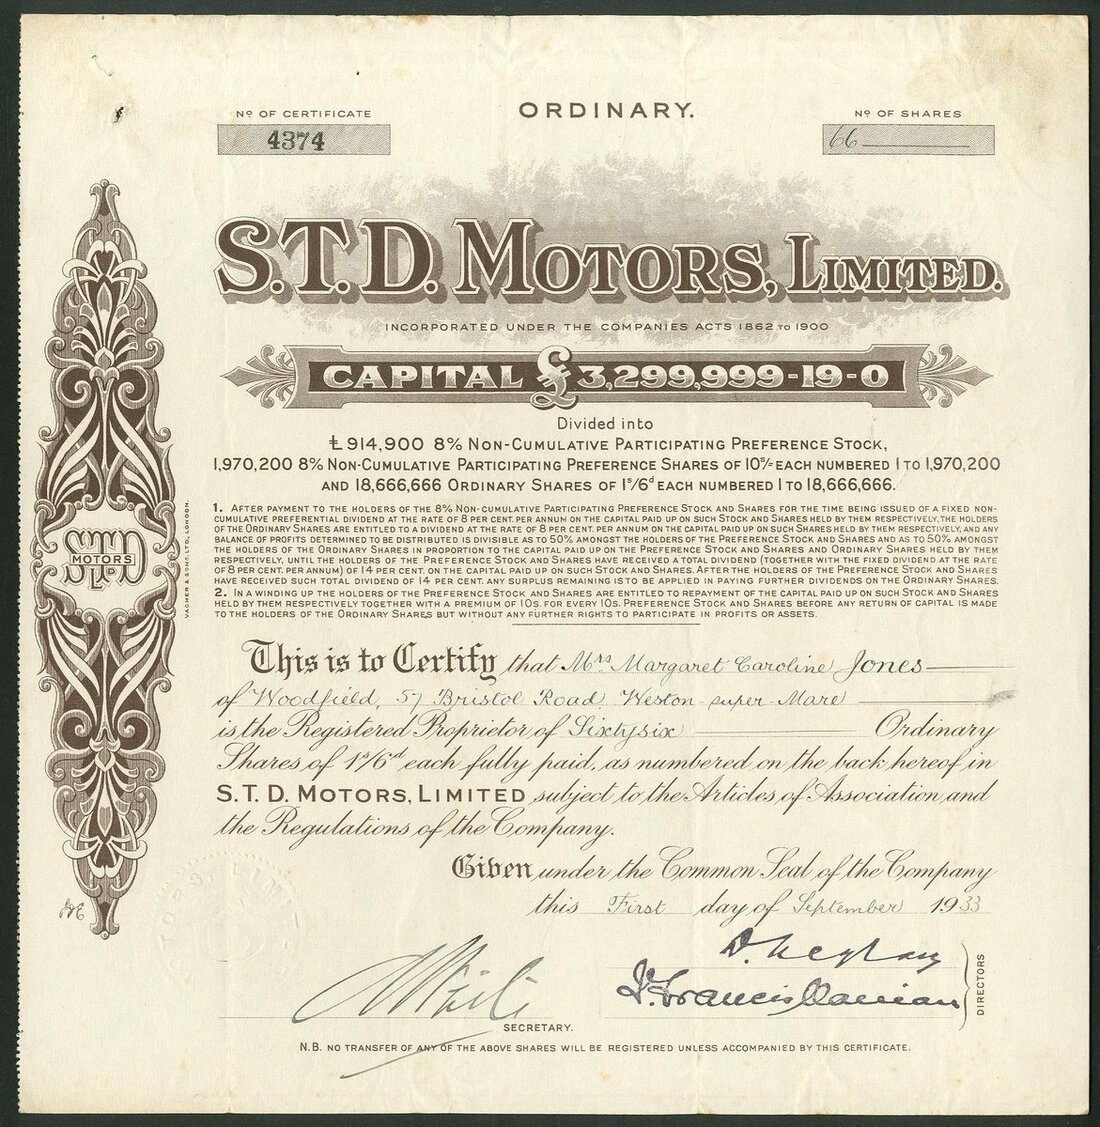 Nº OF CERTIFICATE
4374
ORDINARY.
Nº OF SHARES
66
S.T.D. MOTORS, LIMITED.
INCORPORATED UNDER THE COMPANIES ACTS 1862 TO 1900
CAPITAL £3,299,999-19-0
Divided into
£914,900 8% NON-CUMULATIVE PARTICIPATING PREFERENCE STOCK,
1,970,200 8% NON-CUMULATIVE PARTICIPATING PREFERENCE SHARES OF 10ˢ/- EACH NUMBERED 1 TO 1,970,200
AND 18,666,666 ORDINARY SHARES OF 1ˢ/6ᵈ EACH NUMBERED 1 TO 18,666,666.
1. AFTER PAYMENT TO THE HOLDERS OF THE 8% NON-CUMULATIVE PARTICIPATING PREFERENCE STOCK AND SHARES FOR THE TIME BEING ISSUED OF A FIXED NON-
CUMULATIVE PREFERENTIAL DIVIDEND AT THE RATE OF 8 PER CENT. PER ANNUM ON THE CAPITAL PAID UP ON SUCH STOCK AND SHARES HELD BY THEM RESPECTIVELY, THE HOLDERS
OF THE ORDINARY SHARES ARE ENTITLED TO A DIVIDEND AT THE RATE OF 8 PER CENT. PER ANNUM ON THE CAPITAL PAID UP ON SUCH SHARES HELD BY THEM RESPECTIVELY, AND ANY
BALANCE OF PROFITS DETERMINED TO BE DISTRIBUTED IS DIVISIBLE AS TO 50% AMONGST THE HOLDERS OF THE PREFERENCE STOCK AND SHARES AND AS TO 50% AMONGST
THE HOLDERS OF THE ORDINARY SHARES IN PROPORTION TO THE CAPITAL PAID UP ON THE PREFERENCE STOCK AND SHARES AND ORDINARY SHARES HELD BY THEM
RESPECTIVELY, UNTIL THE HOLDERS OF THE PREFERENCE STOCK AND SHARES HAVE RECEIVED A TOTAL DIVIDEND (TOGETHER WITH THE FIXED DIVIDEND AT THE RATE
OF 8 PER CENT. PER ANNUM) OF 14 PER CENT. ON THE CAPITAL PAID UP ON SUCH STOCK AND SHARES. AFTER THE HOLDERS OF THE PREFERENCE STOCK AND SHARES
HAVE RECEIVED SUCH TOTAL DIVIDEND OF 14 PER CENT. ANY SURPLUS REMAINING IS TO BE APPLIED IN PAYING FURTHER DIVIDENDS ON THE ORDINARY SHARES.
2. IN A WINDING UP THE HOLDERS OF THE PREFERENCE STOCK AND SHARES ARE ENTITLED TO REPAYMENT OF THE CAPITAL PAID UP ON SUCH STOCK AND SHARES
HELD BY THEM RESPECTIVELY TOGETHER WITH A PREMIUM OF 10S. FOR EVERY 10S. PREFERENCE STOCK AND SHARES BEFORE ANY RETURN OF CAPITAL IS MADE
TO THE HOLDERS OF THE ORDINARY SHARES BUT WITHOUT ANY FURTHER RIGHTS TO PARTICIPATE IN PROFITS OR ASSETS.
MOTORS
VACHER & SONS, LTD, LONDON.
This is to Certify that Mrs Margaret Caroline Jones
of Woodfield, 57 Bristol Road, Weston-super-Mare
is the Registered Proprietor of Sixtysix Ordinary
Shares of 1ˢ/6ᵈ each fully paid, as numbered on the back hereof in
S.T.D. MOTORS, LIMITED subject to the Articles of Association and
the Regulations of the Company.
Given under the Common Seal of the Company
this First day of September 1933
DIRECTORS
SECRETARY.
N.B. NO TRANSFER OF ANY OF THE ABOVE SHARES WILL BE REGISTERED UNLESS ACCOMPANIED BY THIS CERTIFICATE.